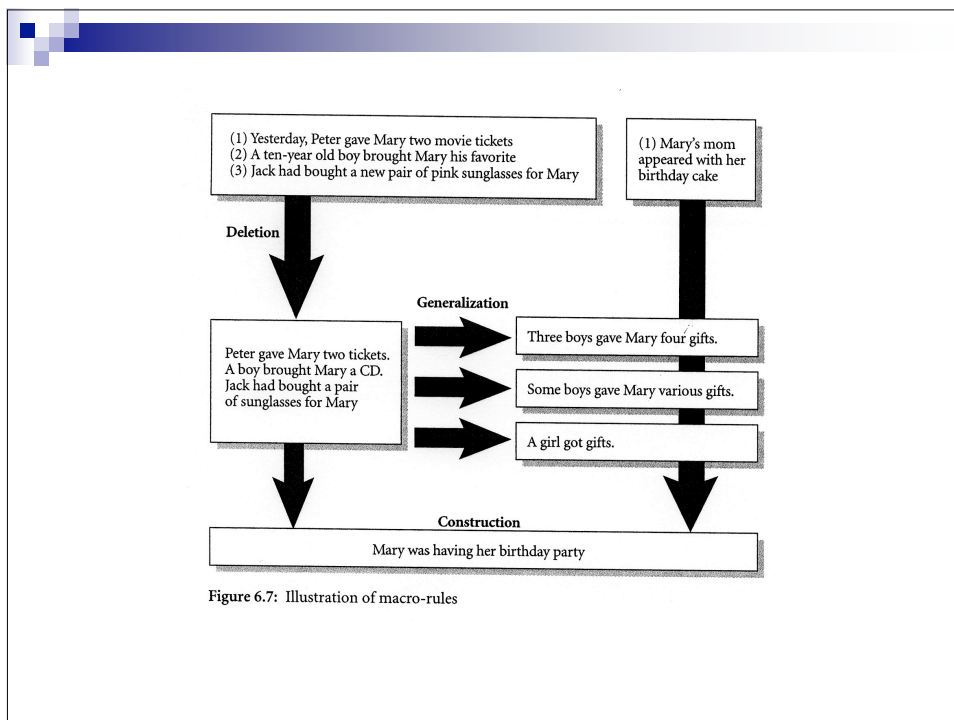 (1) Yesterday, Peter gave Mary two movie tickets
(2) A ten-year old boy brought Mary his favorite
(3) Jack had bought a new pair of pink sunglasses for Mary
(1) Mary's mom
appeared with her
birthday cake
Deletion
Generalization
Peter gave Mary two tickets.
A boy brought Mary a CD.
Jack had bought a pair
of sunglasses for Mary
Three boys gave Mary four gifts.
Some boys gave Mary various gifts.
A girl got gifts.
Construction
Mary was having her birthday party
Figure 6.7: Illustration of macro-rules